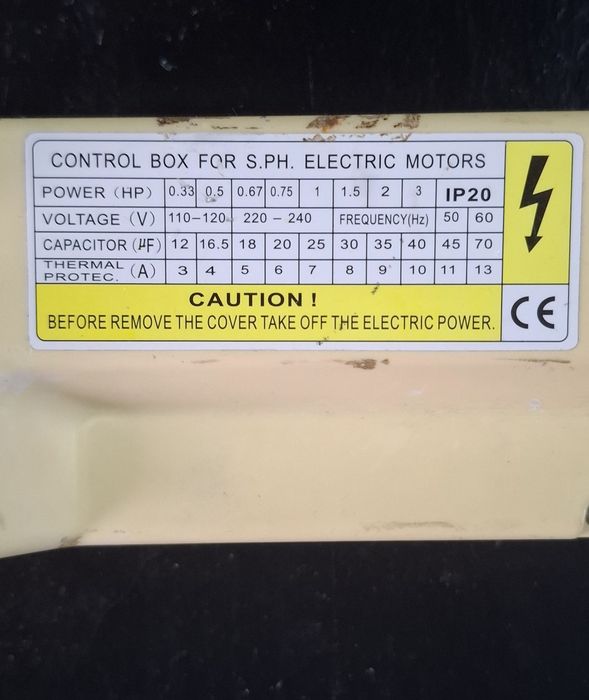 CONTROL BOX FOR S.PH. ELECTRIC MOTORS
POWER (HP) 0.33 0.5 0.67 0.75 1 1.5 2 3 IP20
VOLTAGE (V) 110-120 220 - 240 FREQUENCY(Hz) 50 60
CAPACITOR (µF) 12 16.5 18 20 25 30 35 40 45 70
THERMAL PROTEC. (A) 3 4 5 6 7 8 9 10 11 13
CAUTION !
BEFORE REMOVE THE COVER TAKE OFF THE ELECTRIC POWER.
CE